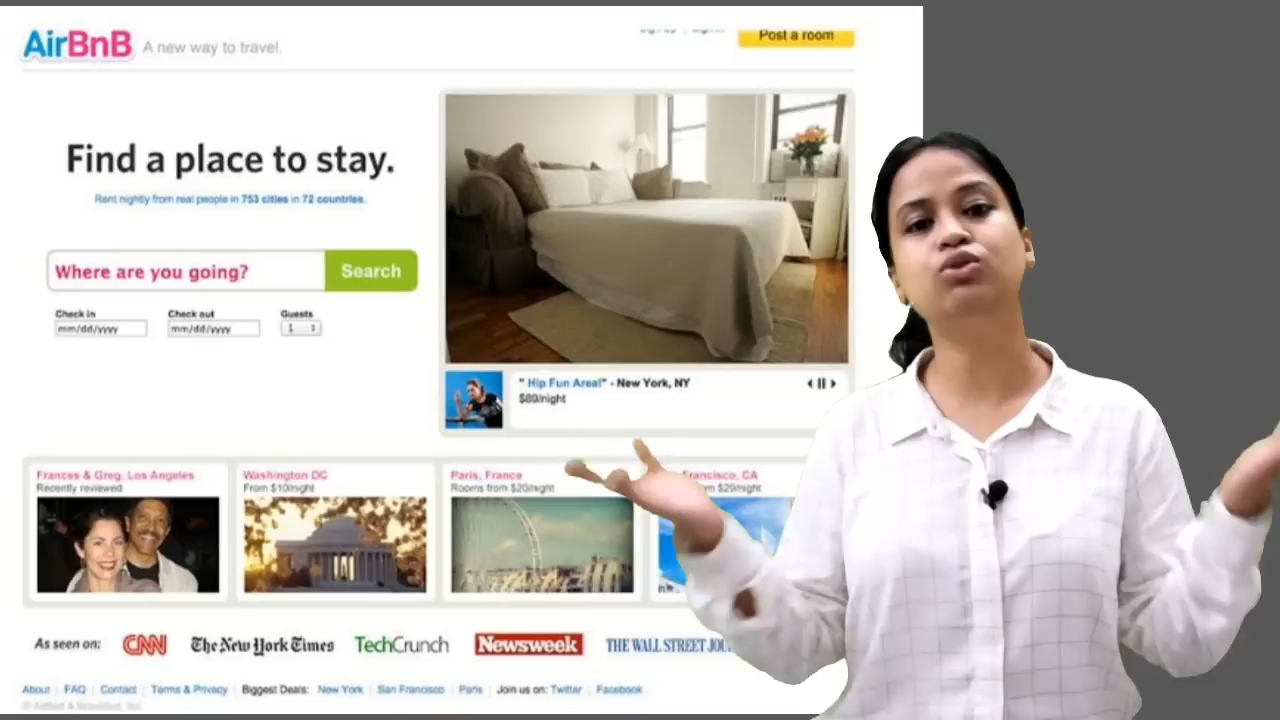 AirBnB A new way to travel.
Post a room
Find a place to stay.
Rent nightly from real people in 753 cities in 72 countries.
Where are you going? Search
Check in Check out Guests
mm/dd/yyyy mm/dd/yyyy 1
" Hip Fun Area!" - New York, NY
$89/night
Frances & Greg, Los Angeles
Recently reviewed
Washington DC
From $10/night
Paris, France
Rooms from $20/night
Francisco, CA
$29/night
As seen on: CNN The New York Times TechCrunch Newsweek THE WALL STREET
About FAQ Contact Terms & Privacy Biggest Deals: New York San Francisco Paris Join us on: Twitter Facebook